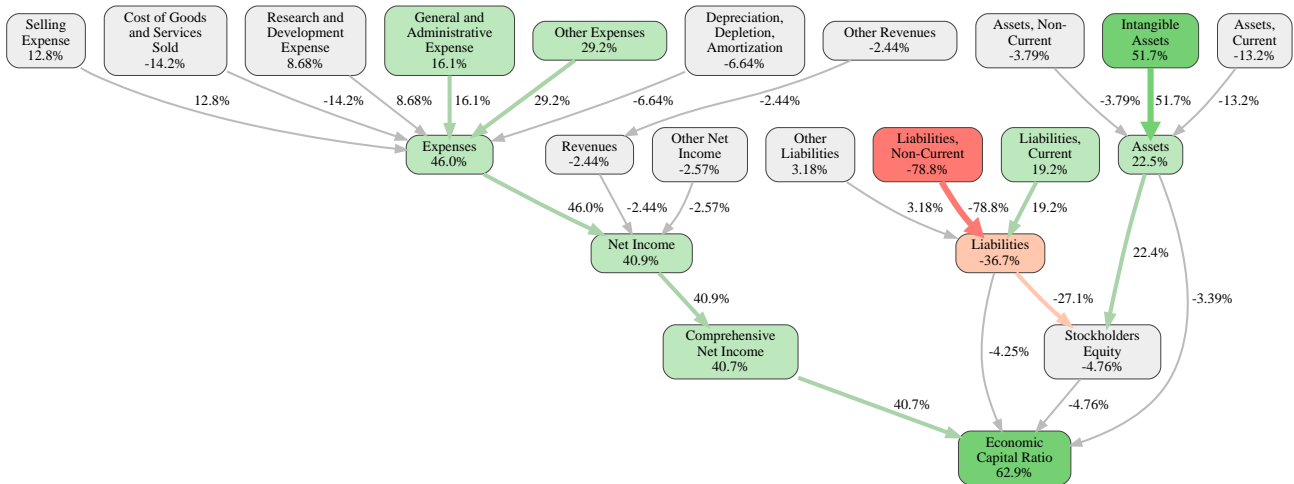 Selling
Expense
12.8%
Cost of Goods
and Services
Sold
-14.2%
Research and
Development
Expense
8.68%
General and
Administrative
Expense
16.1%
Other Expenses
29.2%
Depreciation,
Depletion,
Amortization
-6.64%
Other Revenues
-2.44%
Assets, Non-
Current
-3.79%
Intangible
Assets
51.7%
Assets,
Current
-13.2%
12.8%
-14.2%
8.68%
16.1%
29.2%
-6.64%
-2.44%
-3.79%
51.7%
-13.2%
Expenses
46.0%
Revenues
-2.44%
Other Net
Income
-2.57%
Other
Liabilities
3.18%
Liabilities,
Non-Current
-78.8%
Liabilities,
Current
19.2%
Assets
22.5%
46.0%
-2.44%
-2.57%
3.18%
-78.8%
19.2%
Net Income
40.9%
Liabilities
-36.7%
22.4%
40.9%
-27.1%
-3.39%
Comprehensive
Net Income
40.7%
-4.25%
Stockholders
Equity
-4.76%
40.7%
-4.76%
Economic
Capital Ratio
62.9%